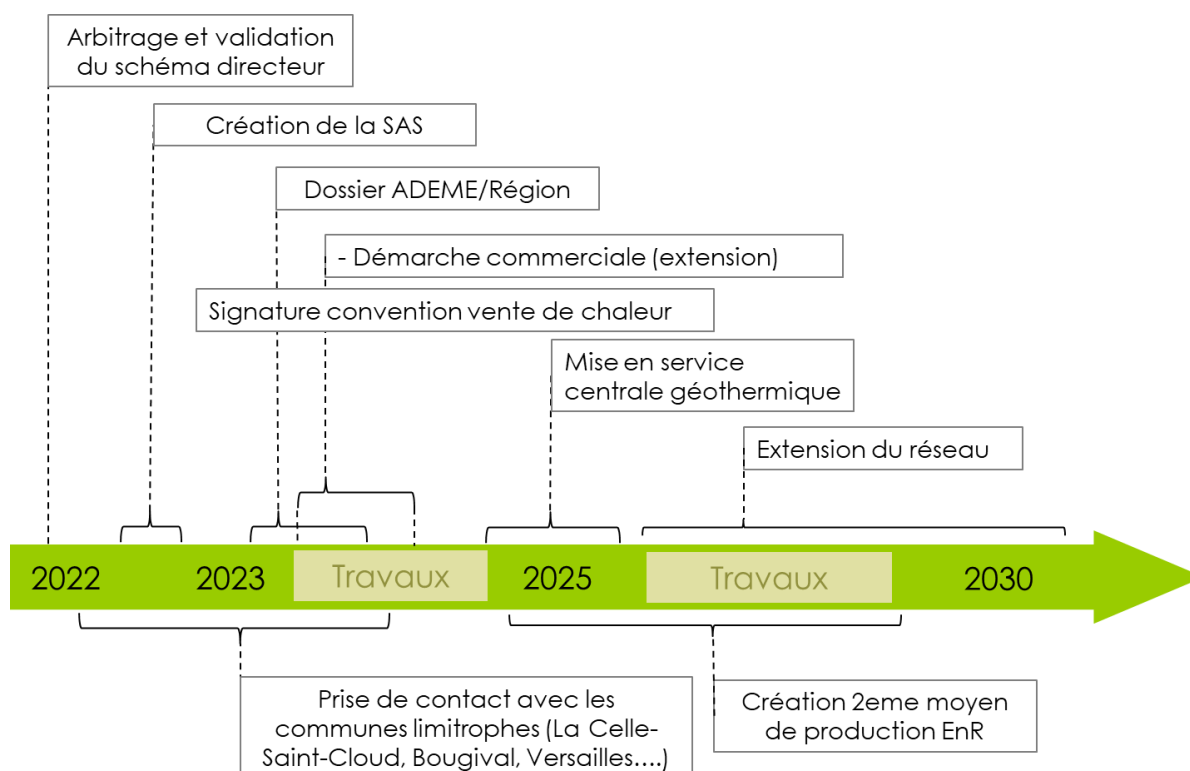 Arbitrage et validation
du schéma directeur
Création de la SAS
Dossier ADEME/Région
- Démarche commerciale (extension)
Signature convention vente de chaleur
Mise en service
centrale géothermique
Extension du réseau
2022
2023
Travaux
2025
Travaux
2030
Prise de contact avec les
communes limitrophes (La Celle-
Saint-Cloud, Bougival, Versailles….)
Création 2eme moyen
de production EnR